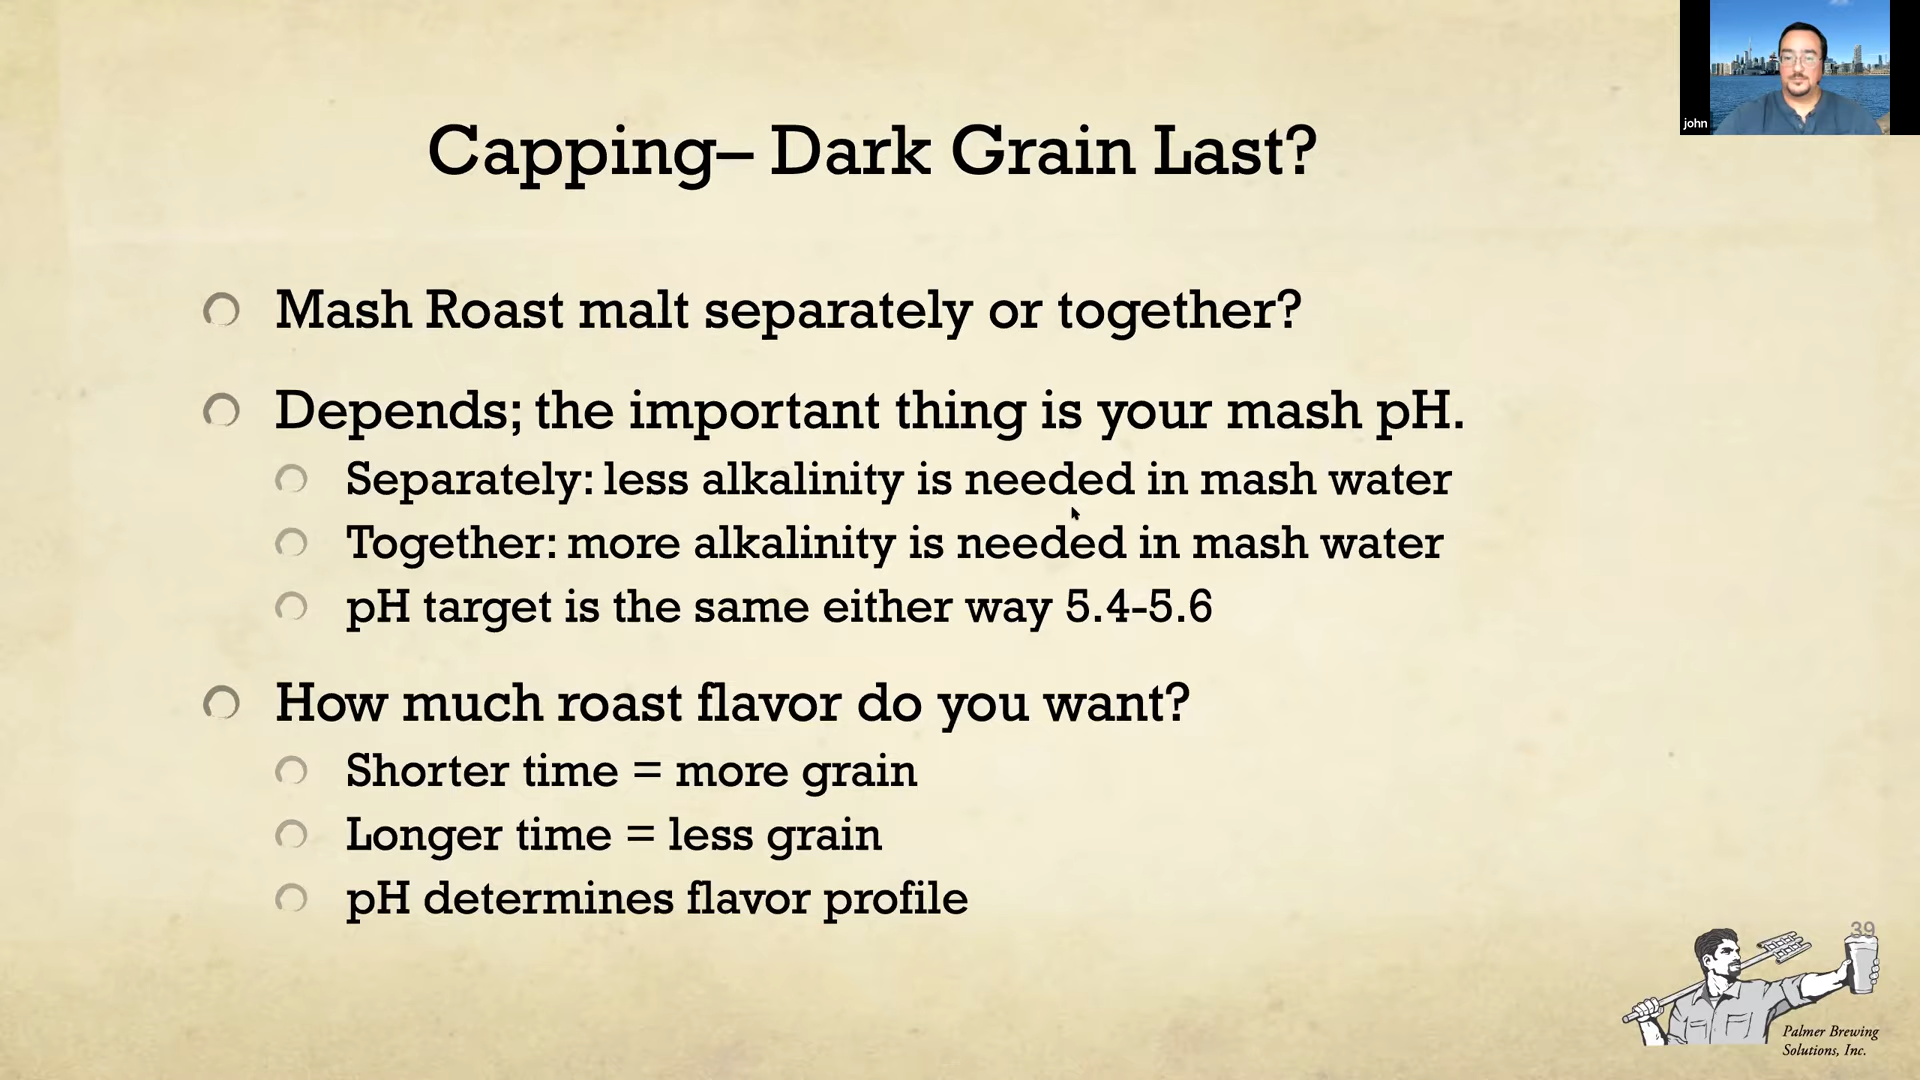 john
Capping– Dark Grain Last?
Mash Roast malt separately or together?
Depends; the important thing is your mash pH.
Separately: less alkalinity is needed in mash water
Together: more alkalinity is needed in mash water
pH target is the same either way 5.4-5.6
How much roast flavor do you want?
Shorter time = more grain
Longer time = less grain
pH determines flavor profile
39
Palmer Brewing
Solutions, Inc.